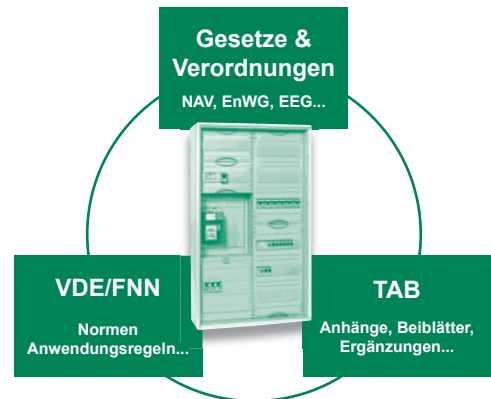 Gesetze &
Verordnungen
NAV, EnWG, EEG...
VDE/FNN
Normen
Anwendungsregeln...
TAB
Anhänge, Beiblätter,
Ergänzungen...